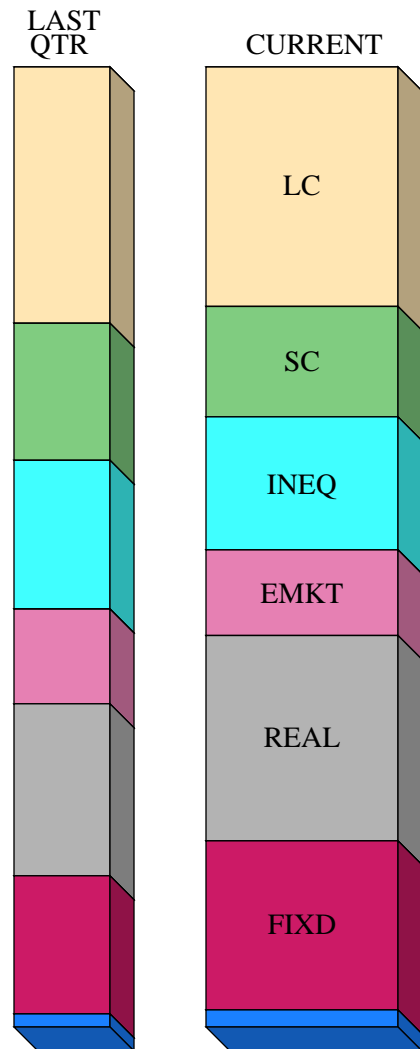 LAST
QTR
CURRENT
LC
SC
INEQ
EMKT
REAL
FIXD